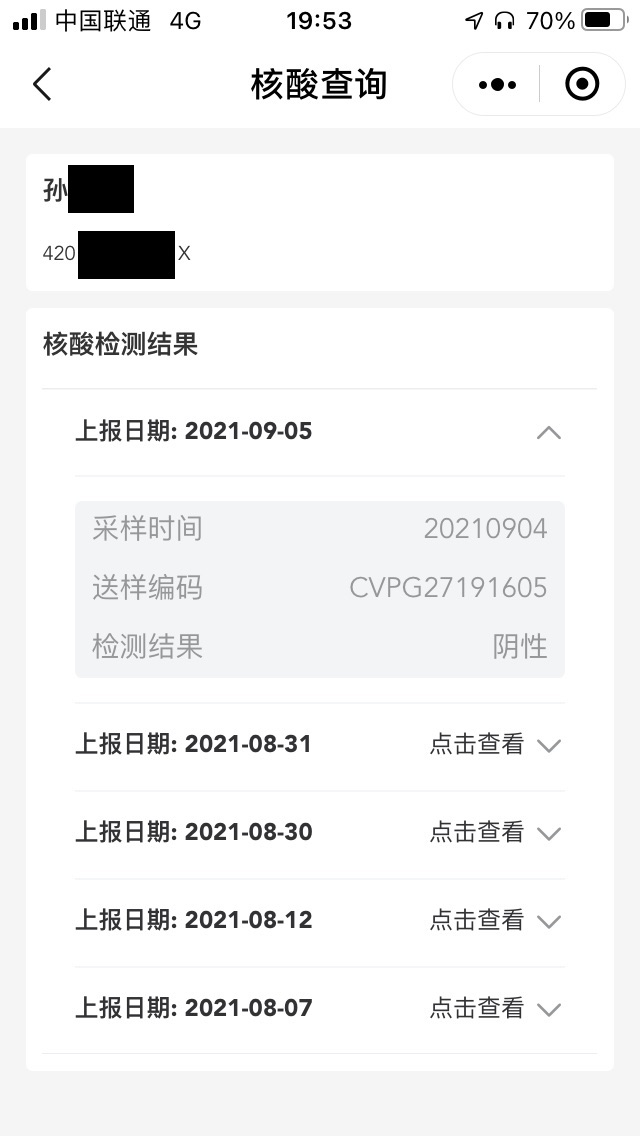 中国联通 4G 19:53 70%
核酸查询
孙
420 X
核酸检测结果
上报日期: 2021-09-05
采样时间 20210904
送样编码 CVPG27191605
检测结果 阴性
上报日期: 2021-08-31 点击查看
上报日期: 2021-08-30 点击查看
上报日期: 2021-08-12 点击查看
上报日期: 2021-08-07 点击查看